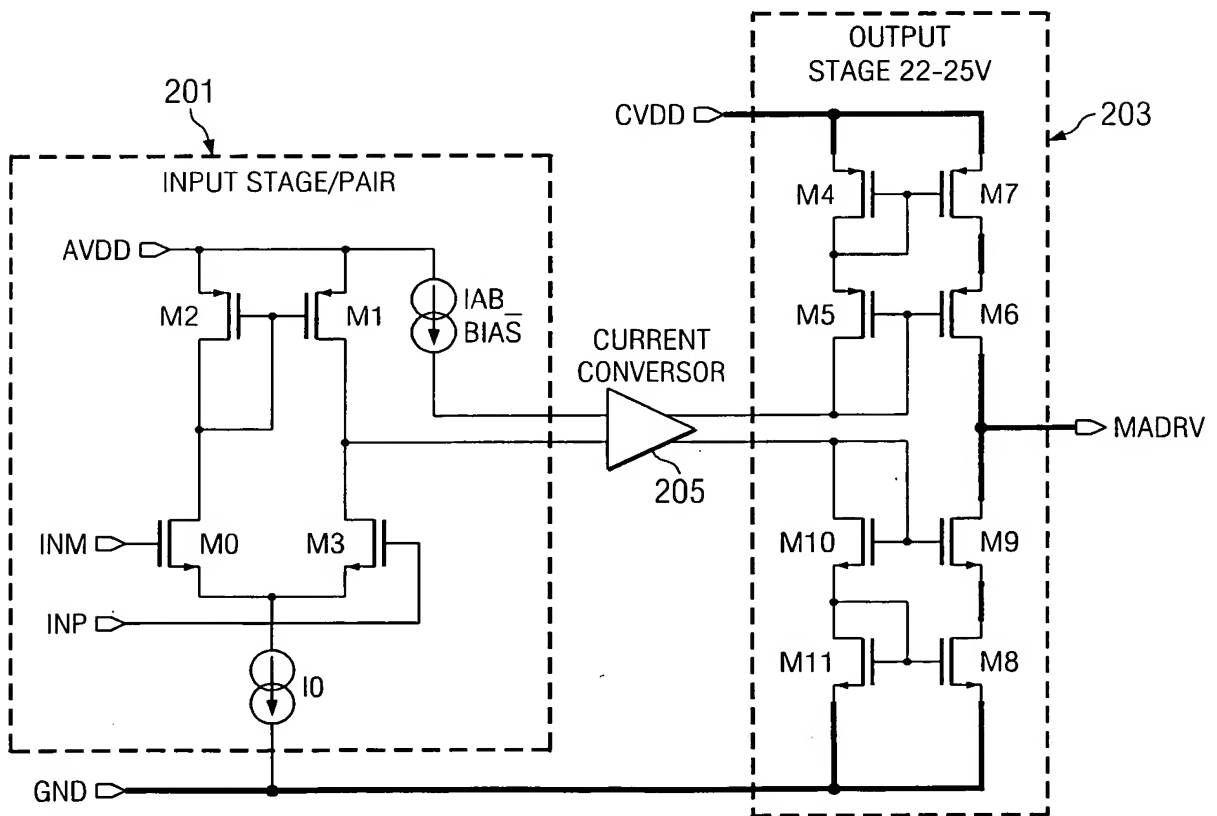 OUTPUT
STAGE 22-25V
201
CVDD
203
INPUT STAGE/PAIR
M4
M7
AVDD
M2
M1
IAB_
BIAS
M5
M6
CURRENT
CONVERSOR
MADRV
205
INM
M0
M3
M10
M9
INP
I0
M11
M8
GND